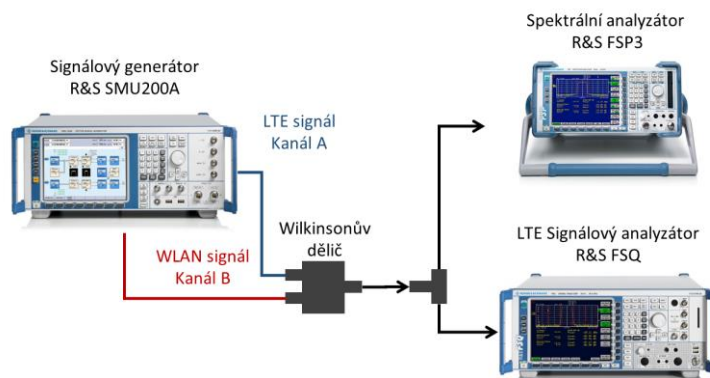 Spektrální analyzátor
R&S FSP3
Signálový generátor
R&S SMU200A
LTE signál
Kanál A
Wilkinsonův
dělič
WLAN signál
Kanál B
LTE Signálový analyzátor
R&S FSQ